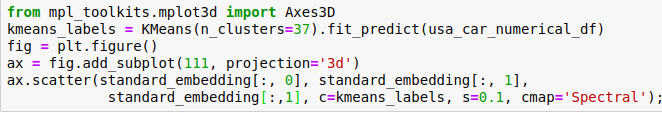 from mpl_toolkits.mplot3d import Axes3D
kmeans_labels = KMeans(n_clusters=37).fit_predict(usa_car_numerical_df)
fig = plt.figure()
ax = fig.add_subplot(111, projection='3d')
ax.scatter(standard_embedding[:, 0], standard_embedding[:, 1],
           standard_embedding[:,1], c=kmeans_labels, s=0.1, cmap='Spectral');